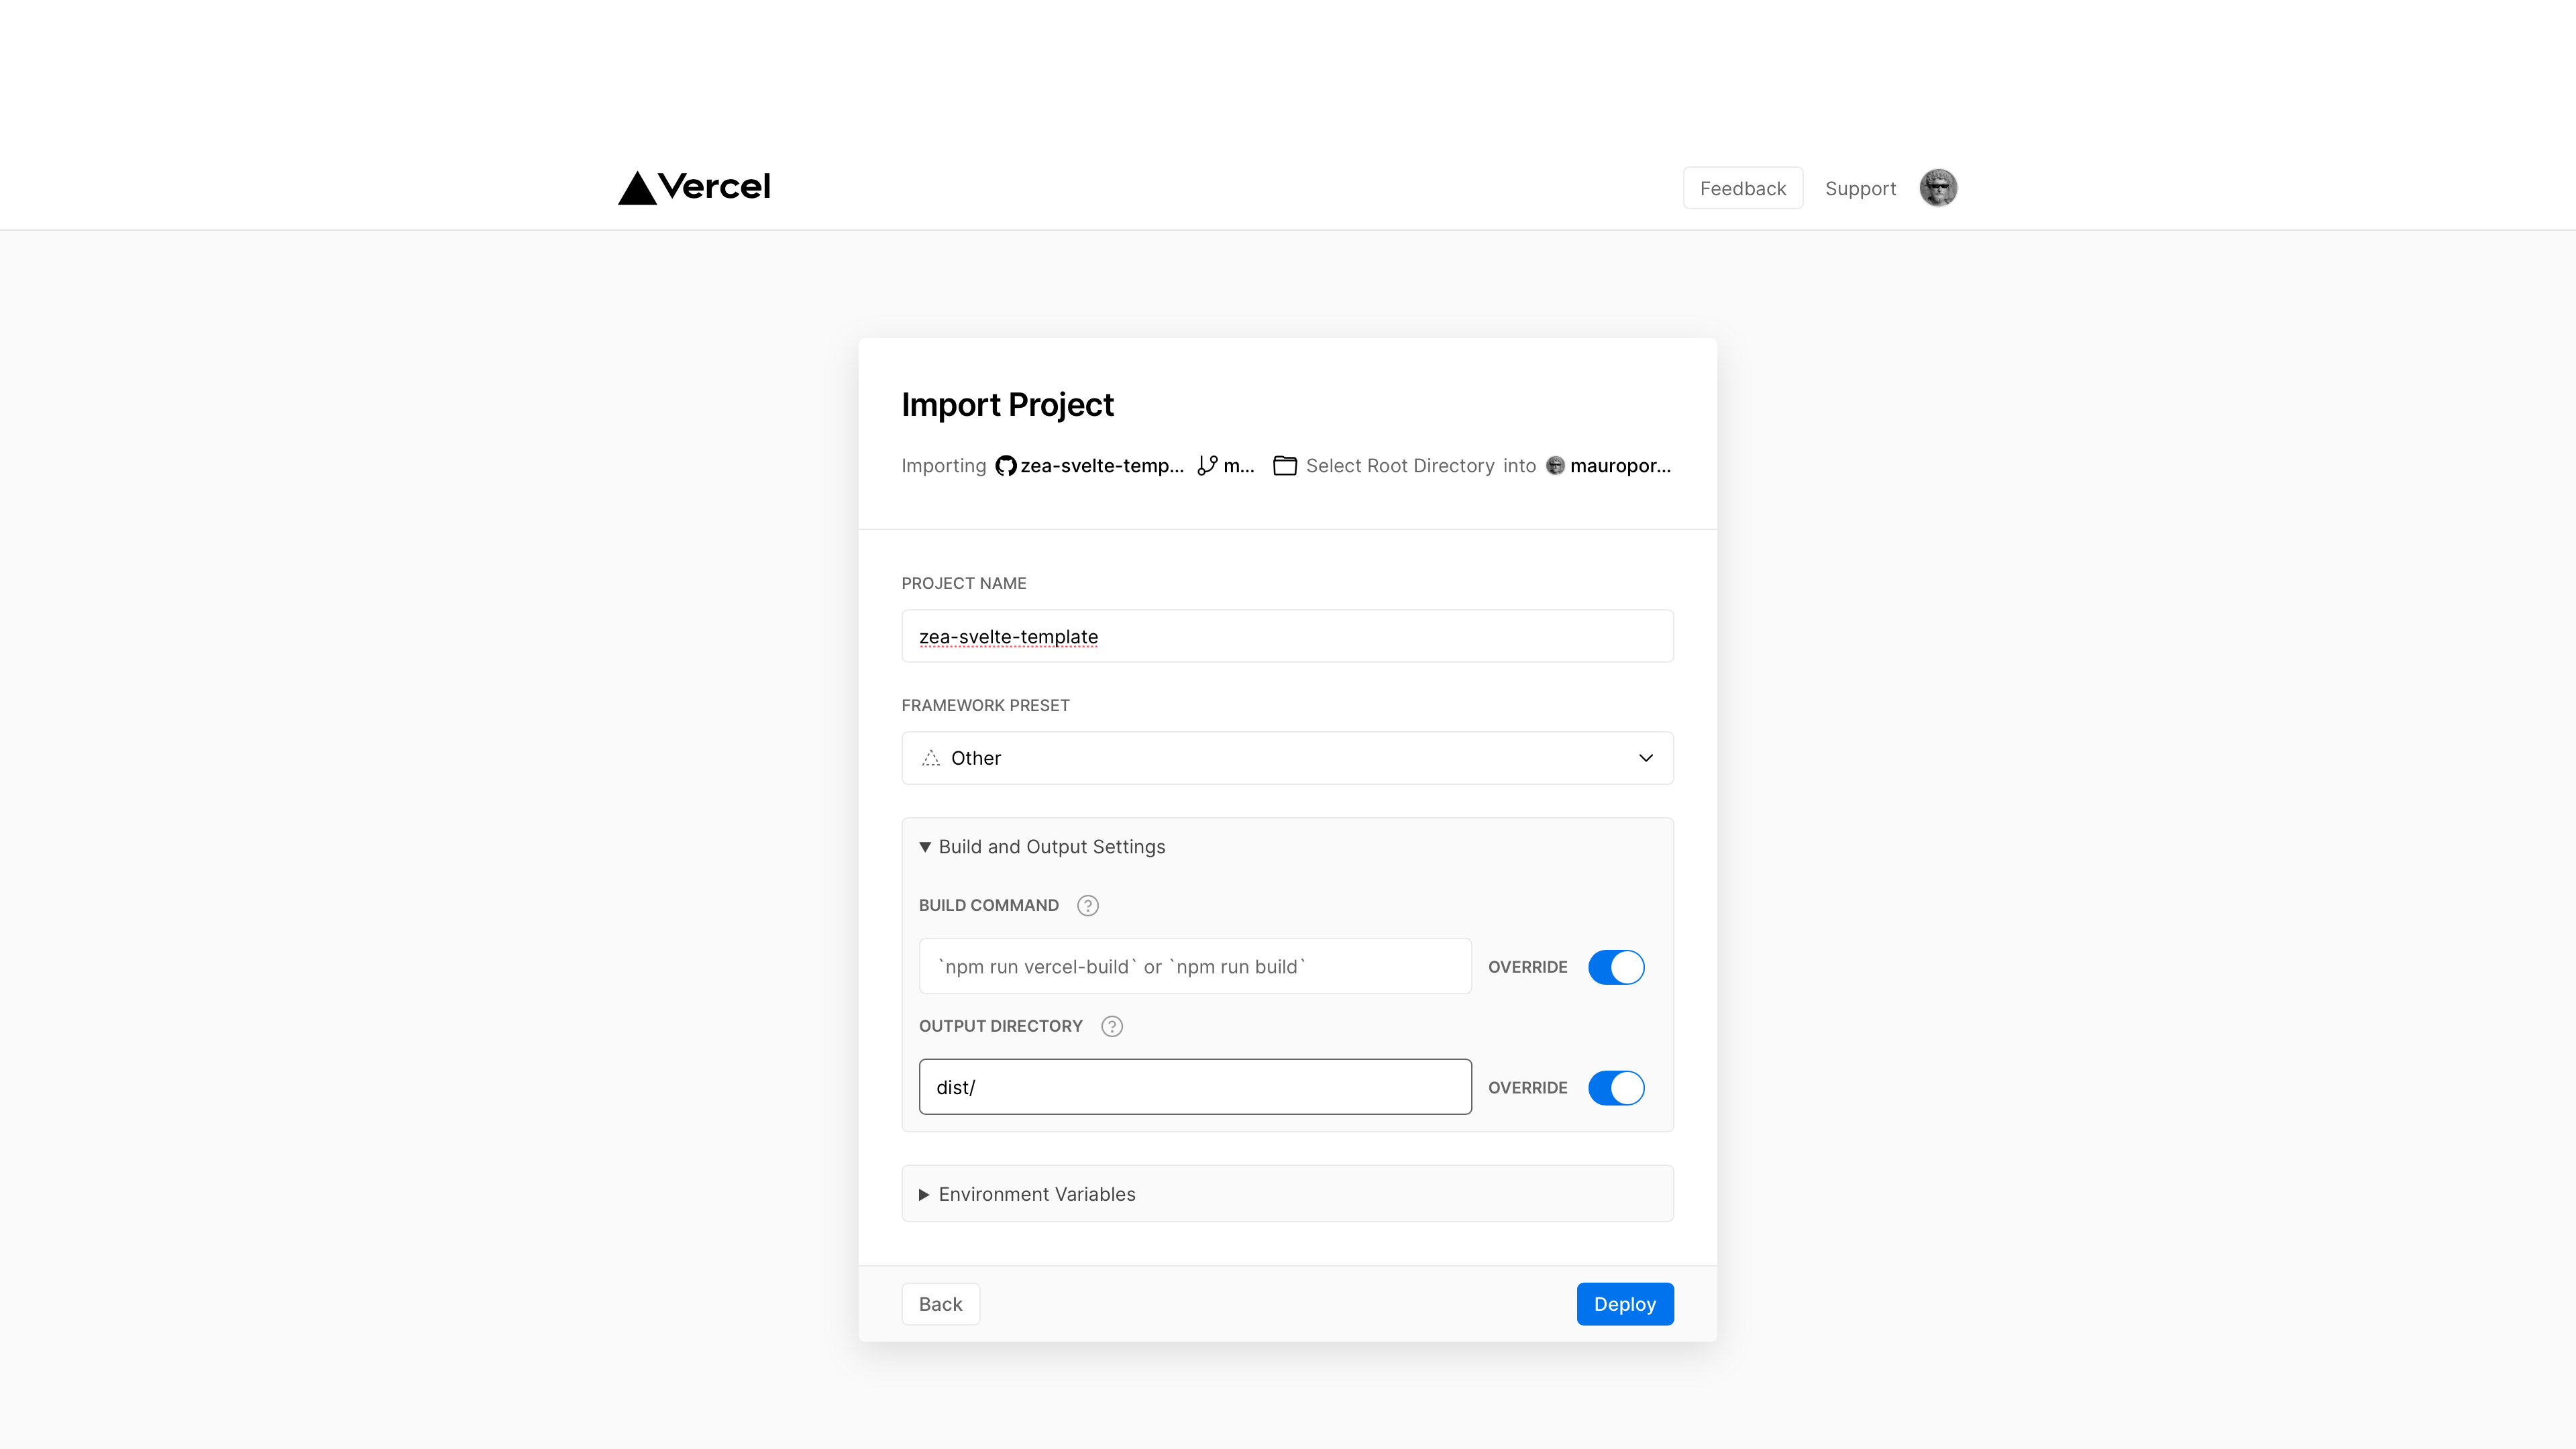 Vercel
Feedback Support
Import Project
Importing zea-svelte-temp... m... Select Root Directory into mauropor...
PROJECT NAME
zea-svelte-template
FRAMEWORK PRESET
Other
Build and Output Settings
BUILD COMMAND ?
`npm run vercel-build` or `npm run build` OVERRIDE
OUTPUT DIRECTORY ?
dist/ OVERRIDE
Environment Variables
Back Deploy